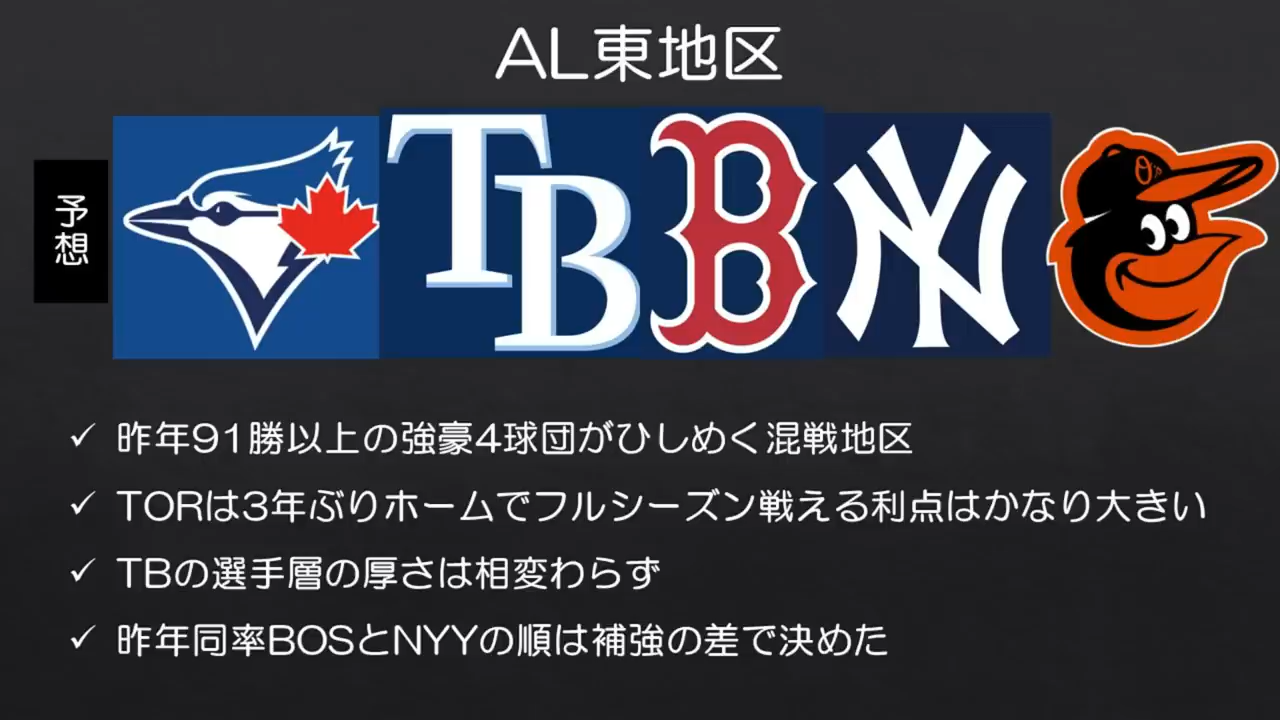 AL東地区
予想
TB
B
NY
✓ 昨年91勝以上の強豪4球団がひしめく混戦地区
✓ TORは3年ぶりホームでフルシーズン戦える利点はかなり大きい
✓ TBの選手層の厚さは相変わらず
✓ 昨年同率BOSとNYYの順は補強の差で決めた